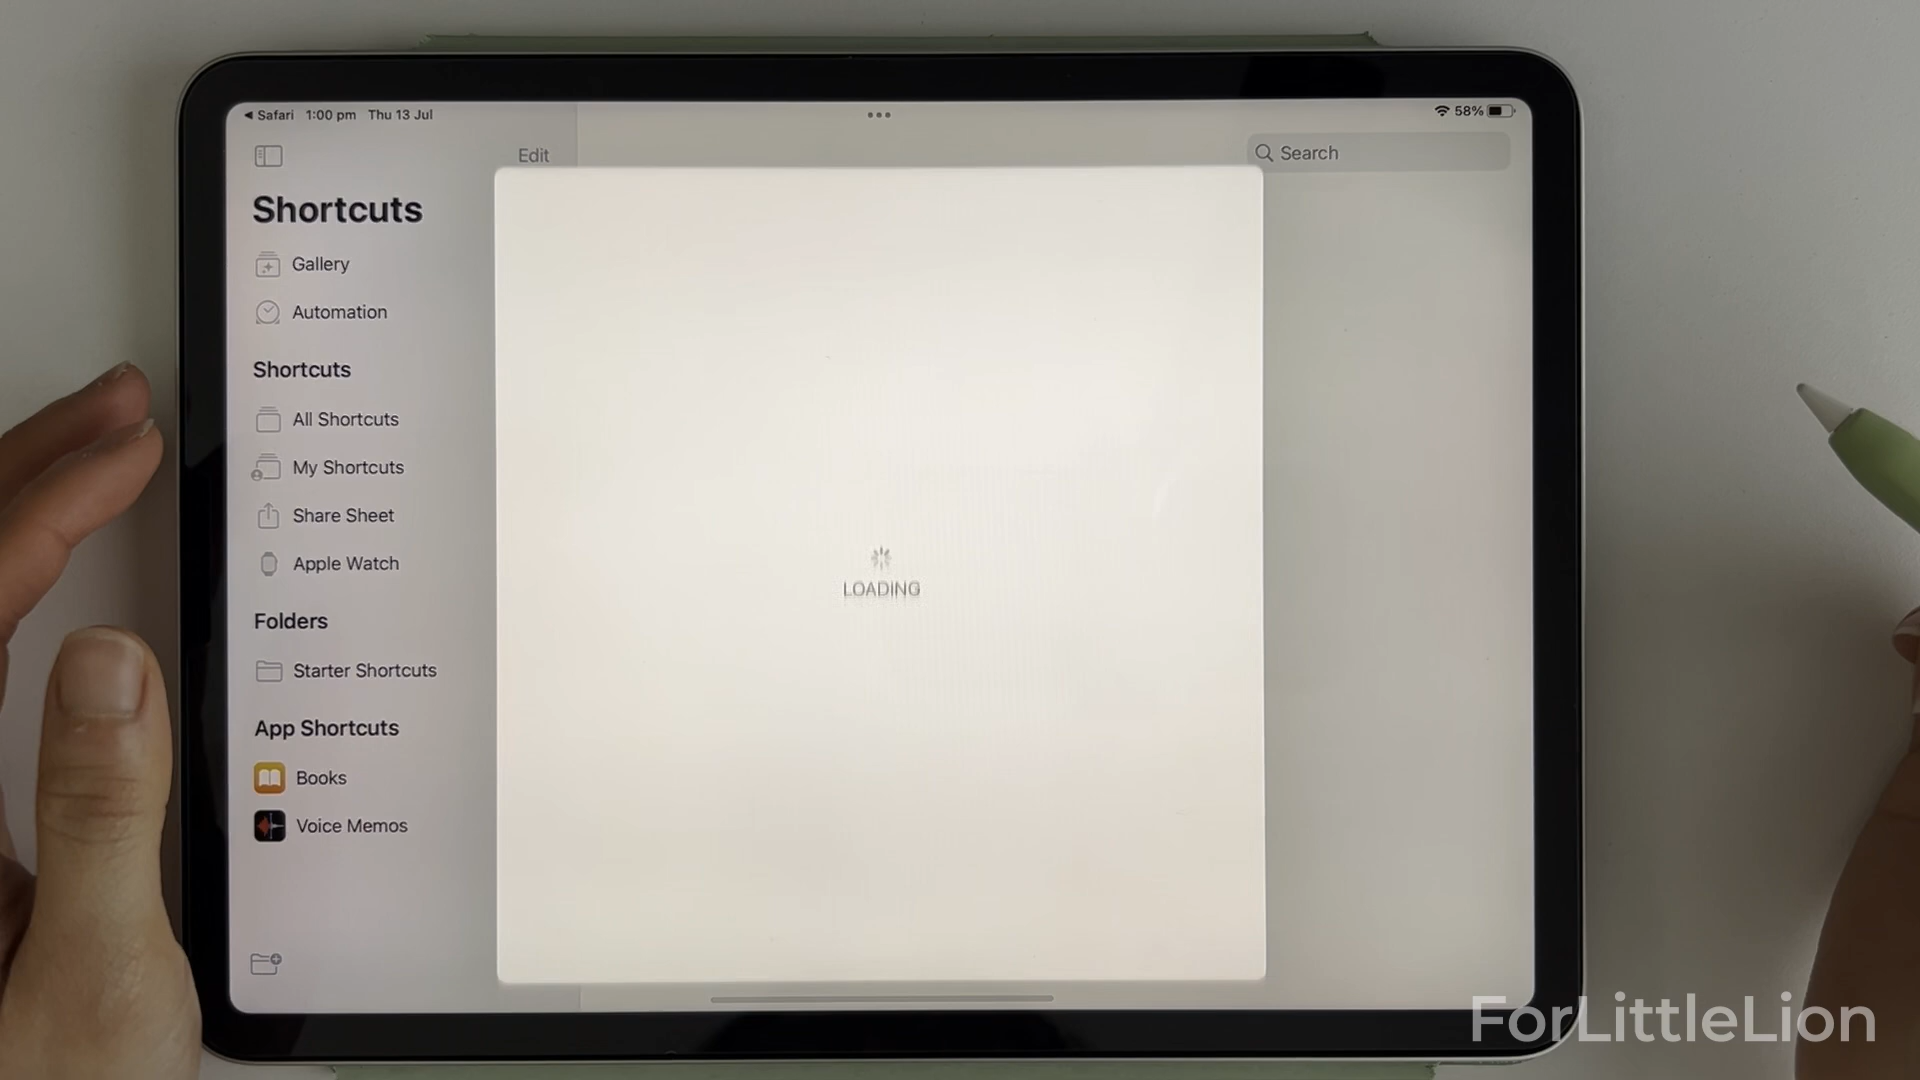 Safari 1:00 pm Thu 13 Jul
58%
Edit
Search
Shortcuts
Gallery
Automation
Shortcuts
All Shortcuts
My Shortcuts
Share Sheet
Apple Watch
Folders
Starter Shortcuts
App Shortcuts
Books
Voice Memos
LOADING
ForLittleLion